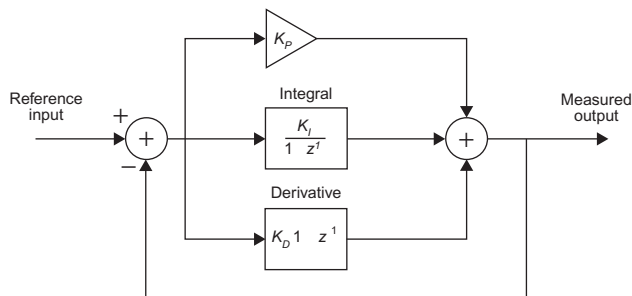 K_P
Integral
Reference
input
Measured
output
+
+
+
−
K_I
1 z^1
Derivative
K_D 1 z^1